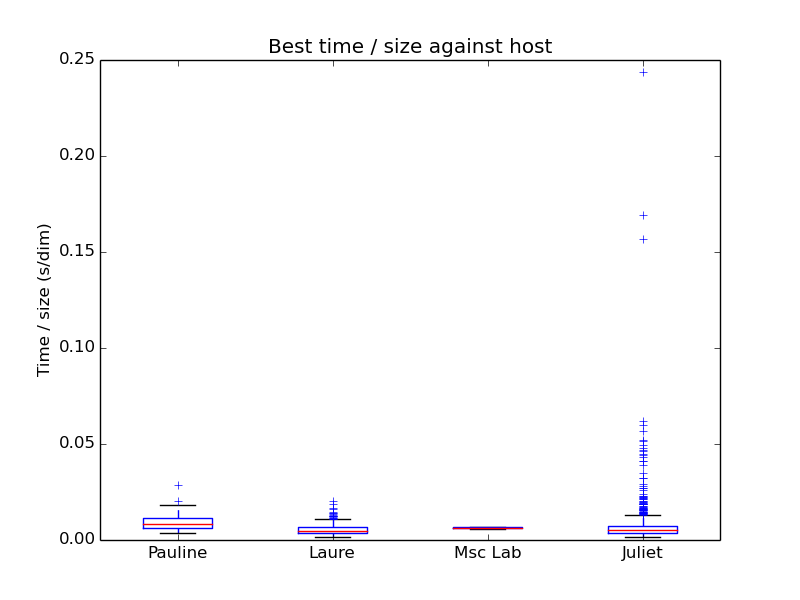 Best time / size against host
0.25
0.20
0.15
0.10
0.05
0.00
Time / size (s/dim)
Pauline Laure Msc Lab Juliet